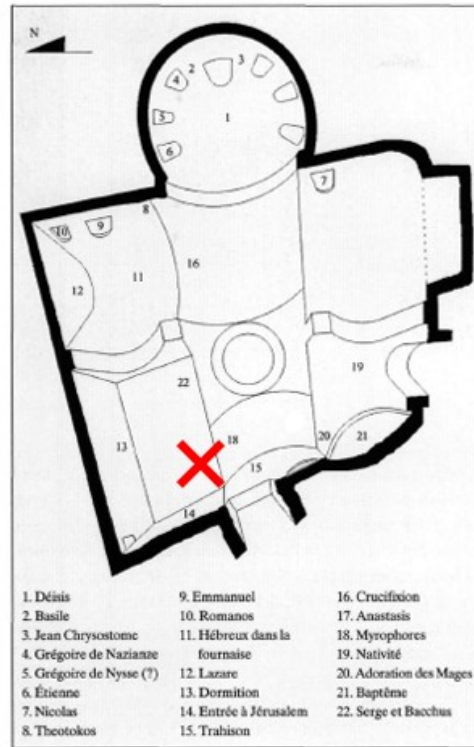 N
3
2
4
5
1
6
7
8
10
9
16
11
12
19
22
13
18
20
21
15
14
1. Déisis
2. Basile
3. Jean Chrysostome
4. Grégoire de Nazianze
5. Grégoire de Nysse (?)
6. Étienne
7. Nicolas
8. Theotokos
9. Emmanuel
10. Romanos
11. Hébreux dans la
fournaise
12. Lazare
13. Dormition
14. Entrée à Jérusalem
15. Trahison
16. Crucifixion
17. Anastasis
18. Myrophores
19. Nativité
20. Adoration des Mages
21. Baptême
22. Serge et Bacchus